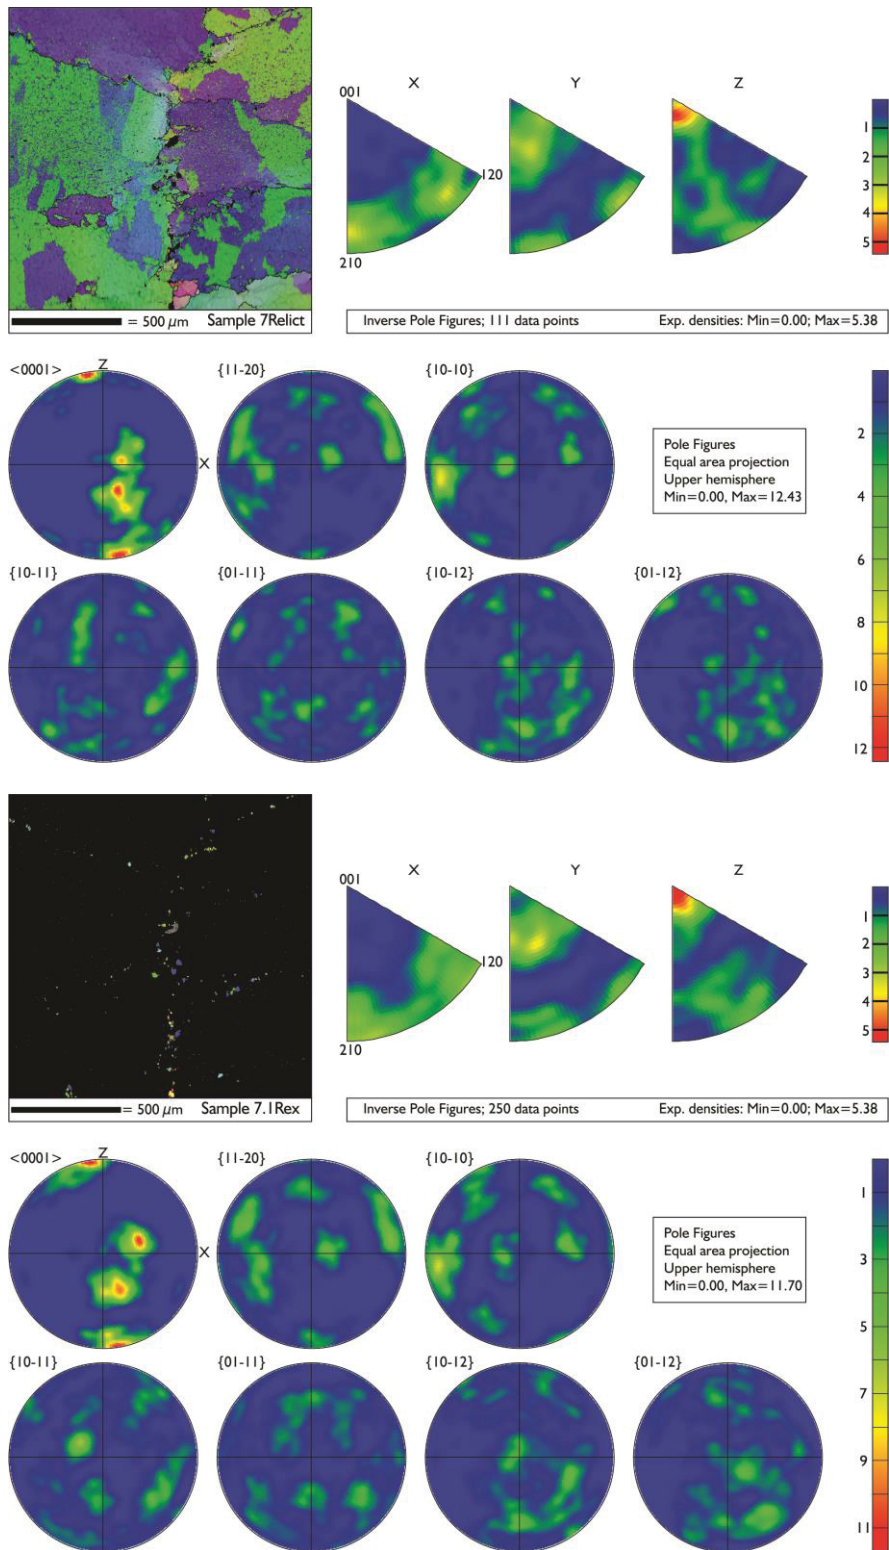 X Y Z
001
120
210
1
2
3
4
5
= 500 µm Sample 7Relict
Inverse Pole Figures; 111 data points Exp. densities: Min=0.00; Max=5.38
<0001> Z {11-20} {10-10}
X
Pole Figures
Equal area projection
Upper hemisphere
Min=0.00, Max=12.43
{10-11} {01-11} {10-12} {01-12}
2
4
6
8
10
12
X Y Z
001
120
210
1
2
3
4
5
= 500 µm Sample 7.1Rex
Inverse Pole Figures; 250 data points Exp. densities: Min=0.00; Max=5.38
<0001> Z {11-20} {10-10}
X
Pole Figures
Equal area projection
Upper hemisphere
Min=0.00, Max=11.70
{10-11} {01-11} {10-12} {01-12}
1
3
5
7
9
11